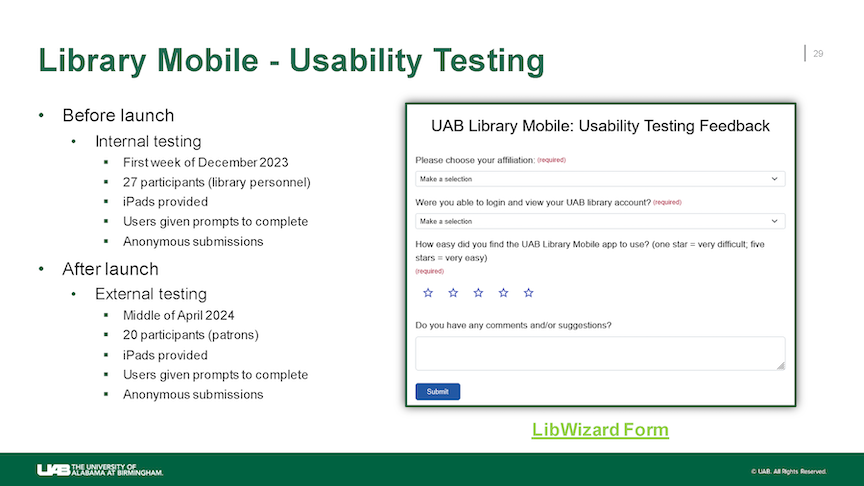 Library Mobile - Usability Testing
29
• Before launch
• Internal testing
▪ First week of December 2023
▪ 27 participants (library personnel)
▪ iPads provided
▪ Users given prompts to complete
▪ Anonymous submissions
• After launch
• External testing
▪ Middle of April 2024
▪ 20 participants (patrons)
▪ iPads provided
▪ Users given prompts to complete
▪ Anonymous submissions
UAB Library Mobile: Usability Testing Feedback
Please choose your affiliation: (required)
Make a selection
Were you able to login and view your UAB library account? (required)
Make a selection
How easy did you find the UAB Library Mobile app to use? (one star = very difficult; five
stars = very easy)
(required)
Do you have any comments and/or suggestions?
Submit
LibWizard Form
UAB THE UNIVERSITY OF
ALABAMA AT BIRMINGHAM.
© UAB. All Rights Reserved.